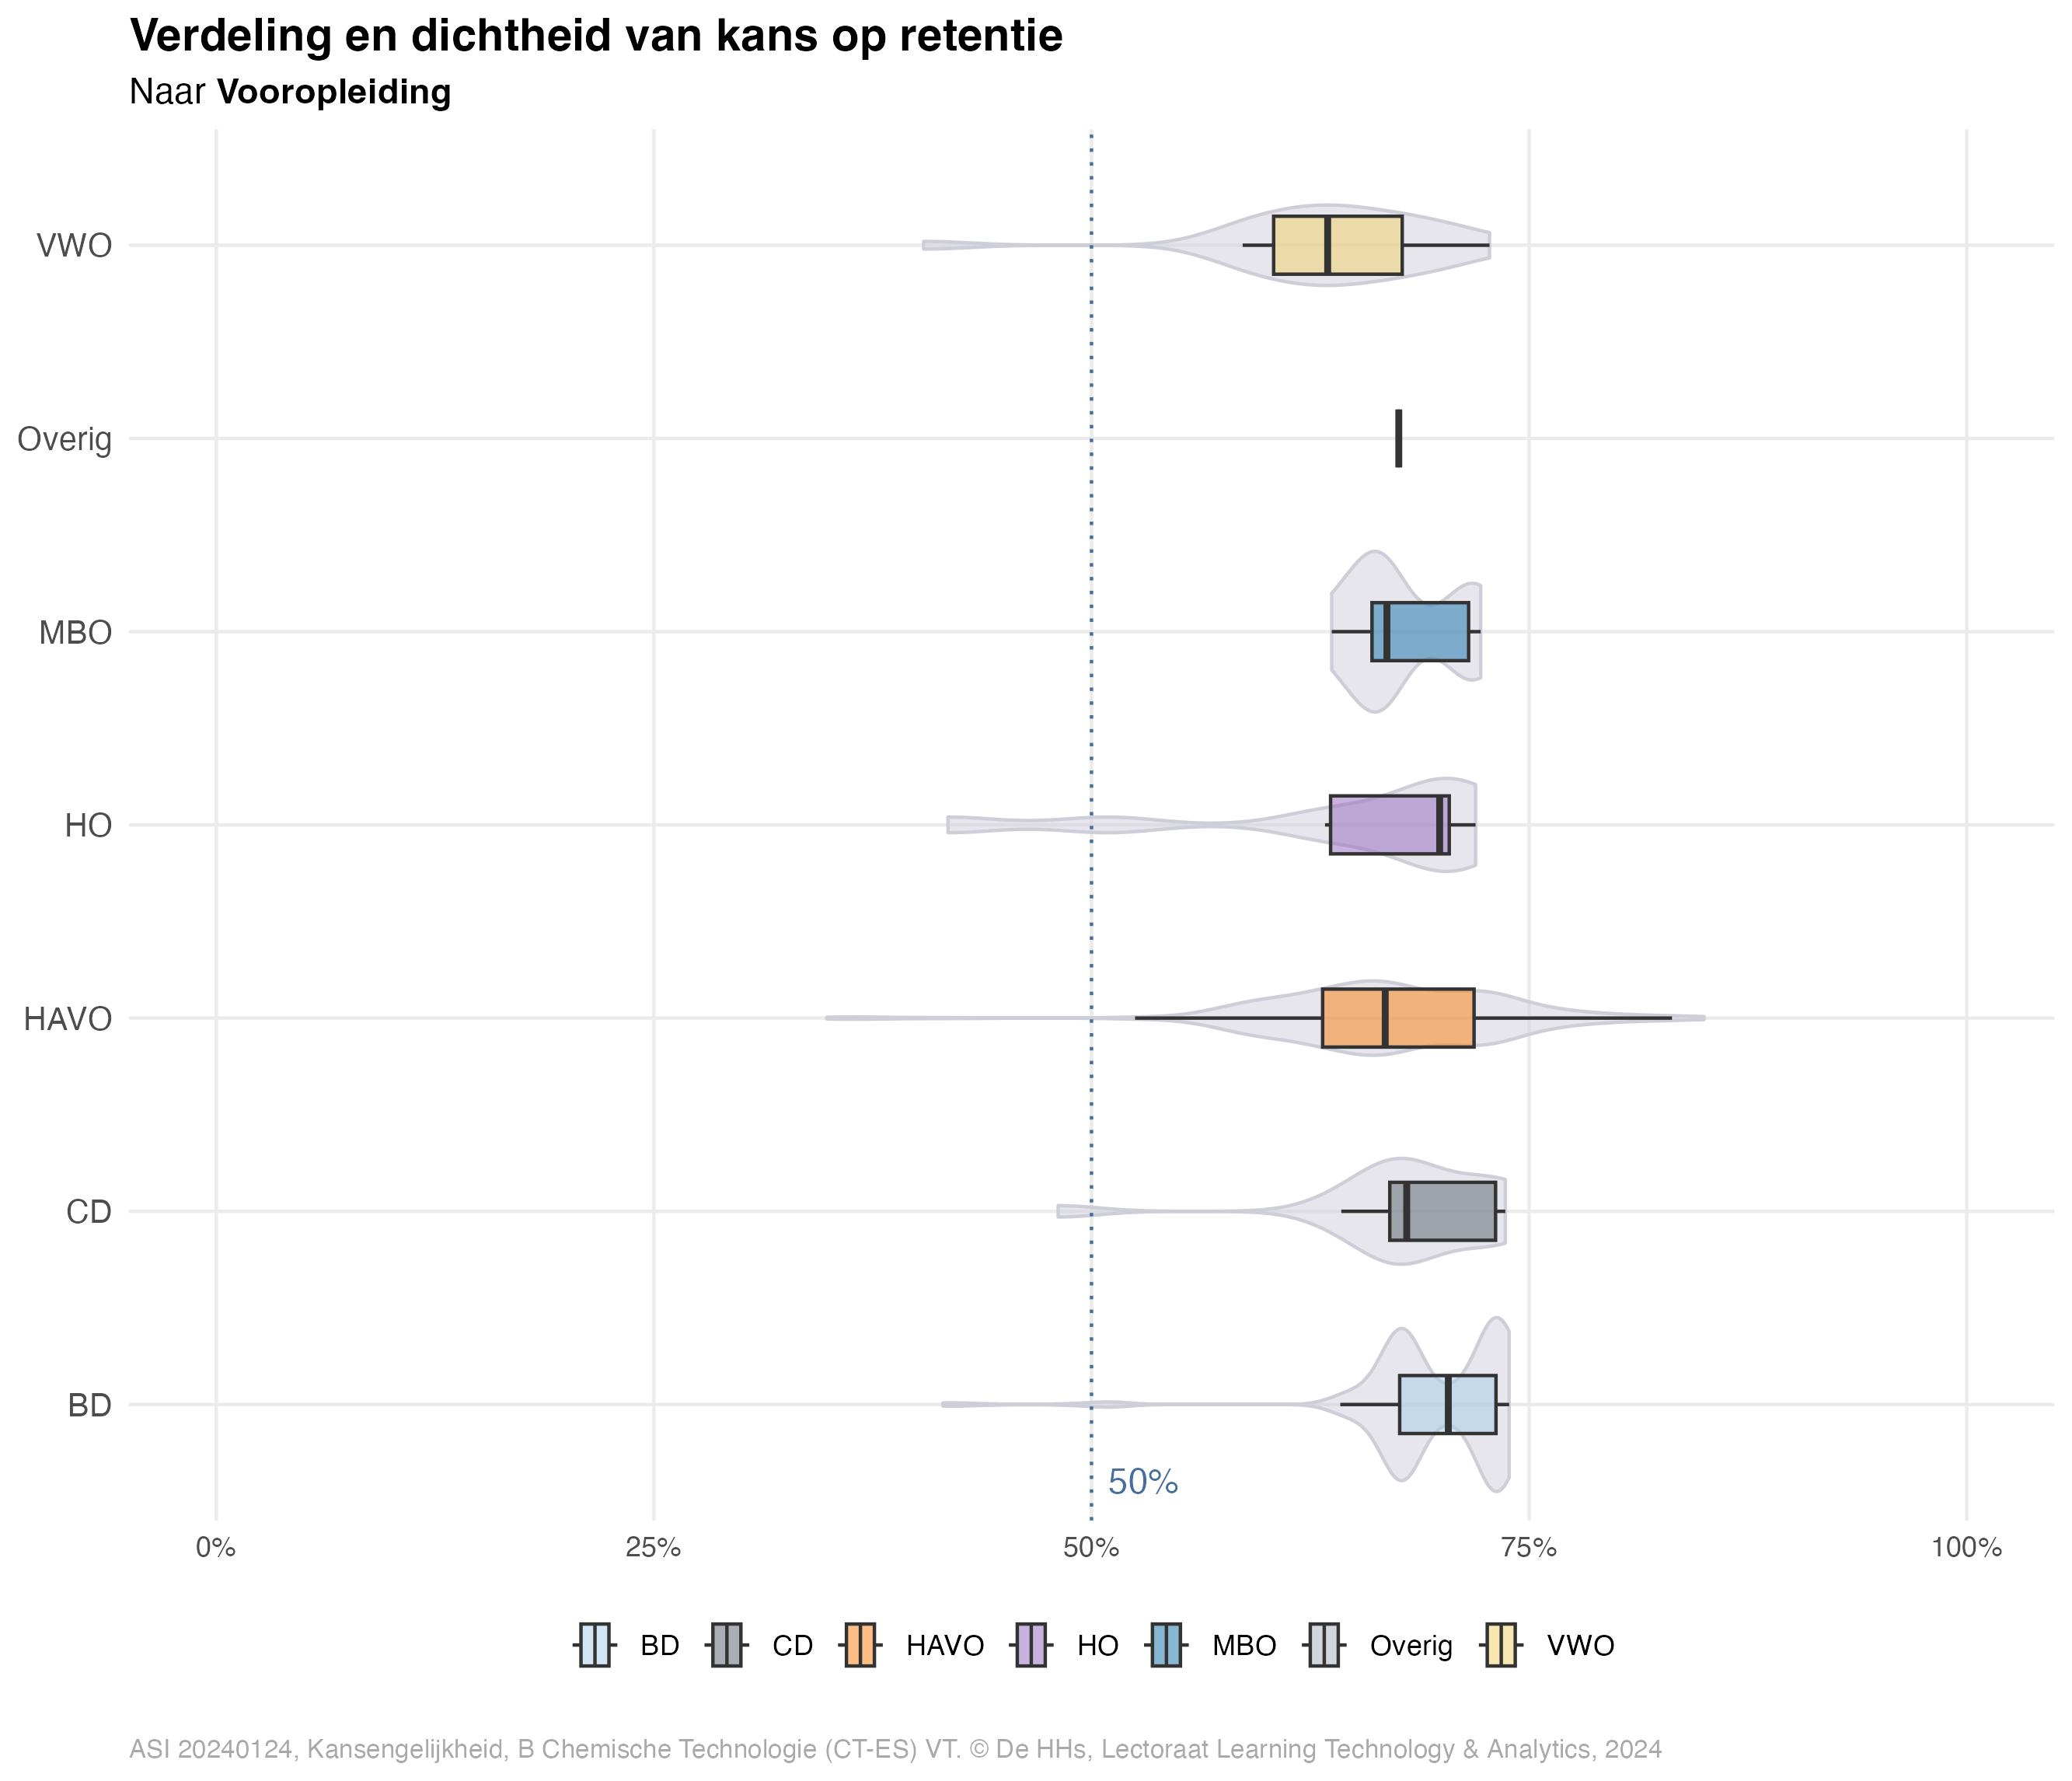 Verdeling en dichtheid van kans op retentie
Naar Vooropleiding
VWO
Overig
MBO
HO
HAVO
CD
BD
50%
0% 25% 50% 75% 100%
BD CD HAVO HO MBO Overig VWO
ASI 20240124, Kansengelijkheid, B Chemische Technologie (CT-ES) VT. © De HHs, Lectoraat Learning Technology & Analytics, 2024